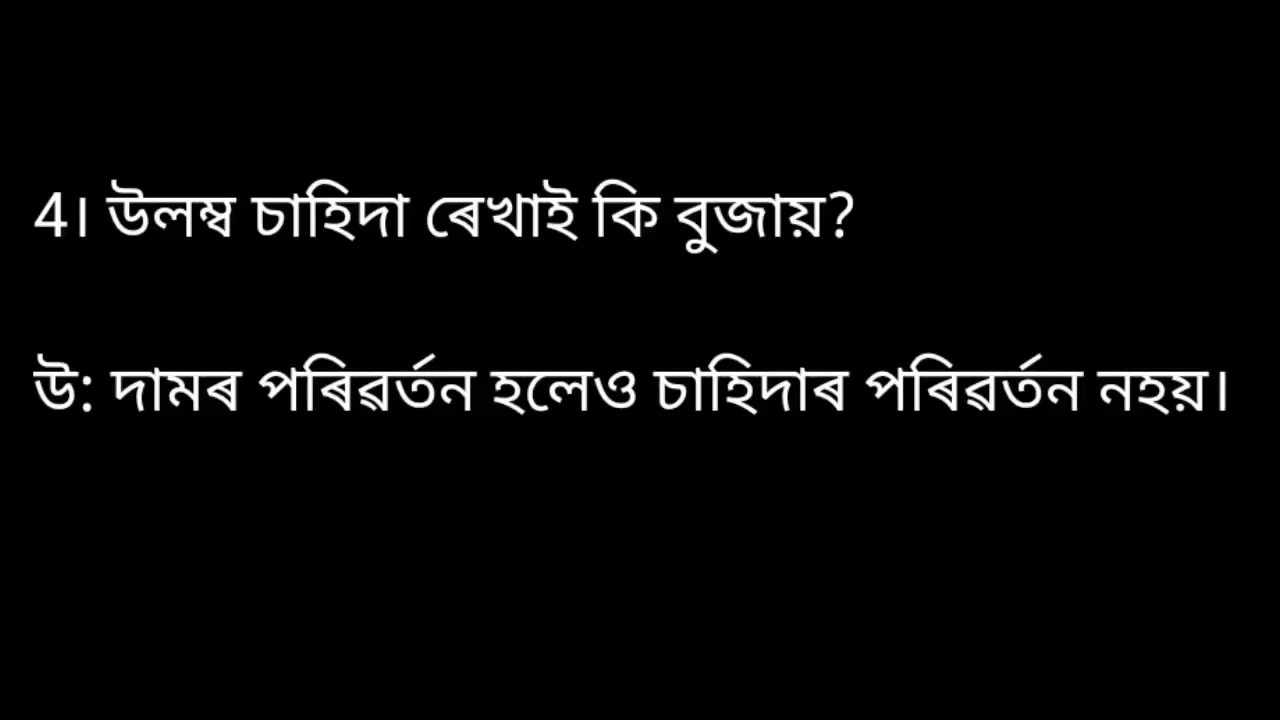 4। উলম্ব চাহিদা ৰেখাই কি বুজায়?
উ: দামৰ পৰিৱৰ্তন হলেও চাহিদাৰ পৰিৱৰ্তন নহয়।